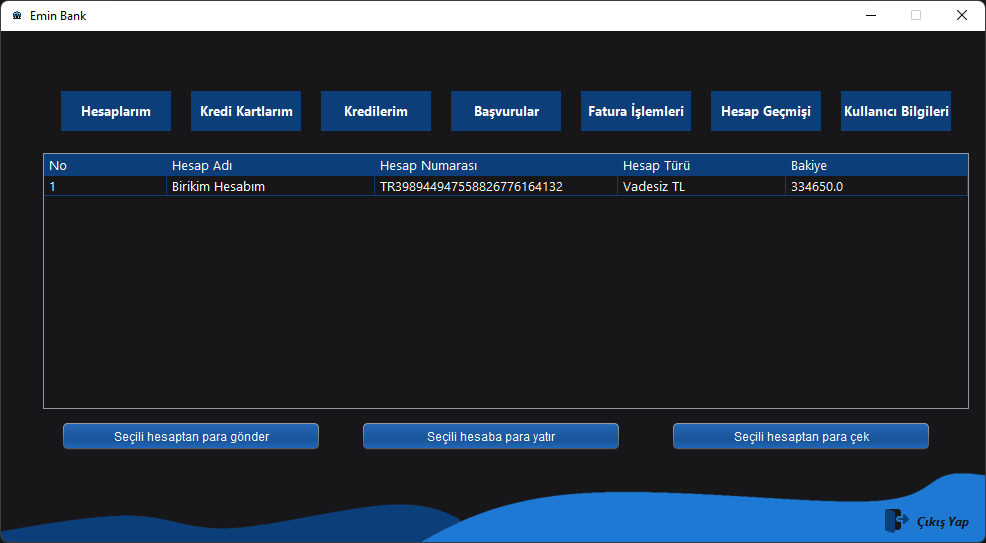 Emin Bank
Hesaplarım Kredi Kartlarım Kredilerim Başvurular Fatura İşlemleri Hesap Geçmişi Kullanıcı Bilgileri
No Hesap Adı Hesap Numarası Hesap Türü Bakiye
1 Birikim Hesabım TR398944947558826776164132 Vadesiz TL 334650.0
Seçili hesaptan para gönder Seçili hesaba para yatır Seçili hesaptan para çek
Çıkış Yap